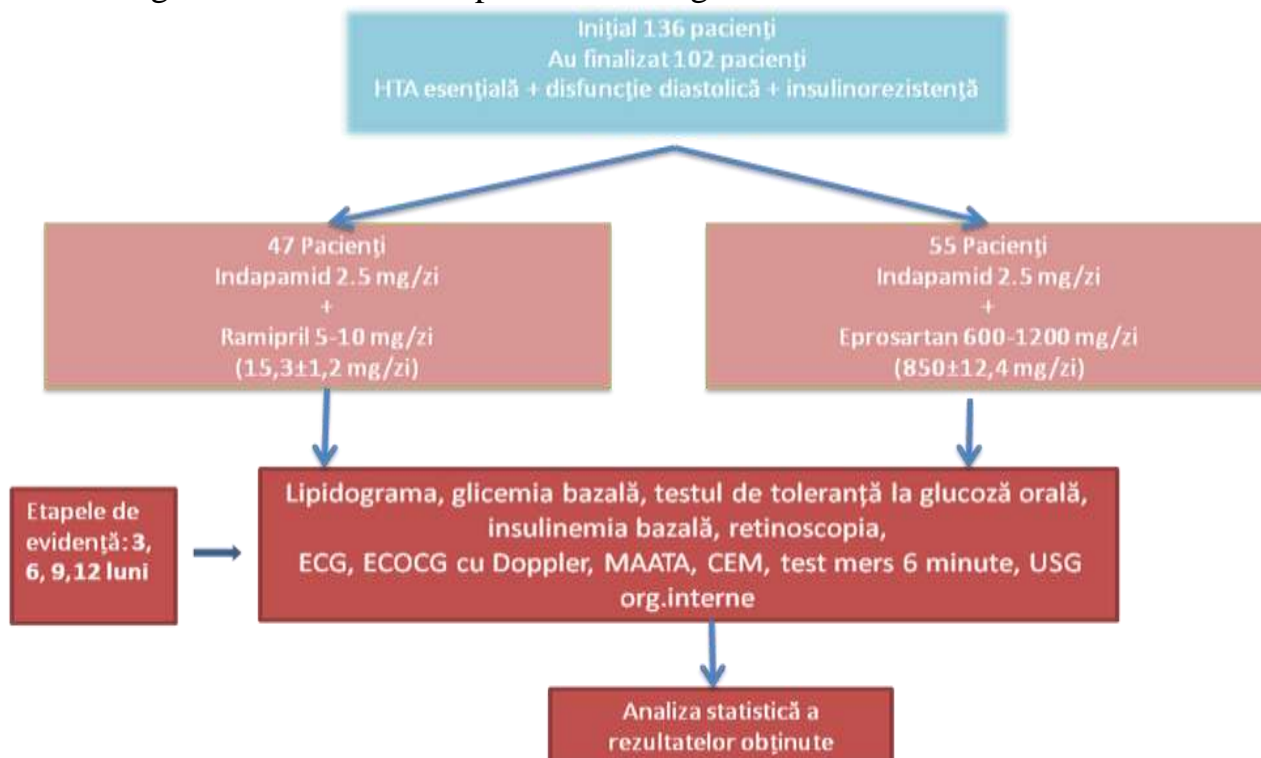 Inițial 136 pacienți
Au finalizat 102 pacienți
HTA esențială + disfuncție diastolică + insulinorezistență
47 Pacienți
Indapamid 2.5 mg/zi
+
Ramipril 5-10 mg/zi
(15,3±1,2 mg/zi)
55 Pacienți
Indapamid 2.5 mg/zi
+
Eprosartan 600-1200 mg/zi
(850±12,4 mg/zi)
Etapele de
evidență: 3,
6, 9,12 luni
Lipidograma, glicemia bazală, testul de toleranță la glucoză orală,
insulinemia bazală, retinoscopia,
ECG, ECOCG cu Doppler, MAATA, CEM, test mers 6 minute, USG
org.interne
Analiza statistică a
rezultatelor obținute